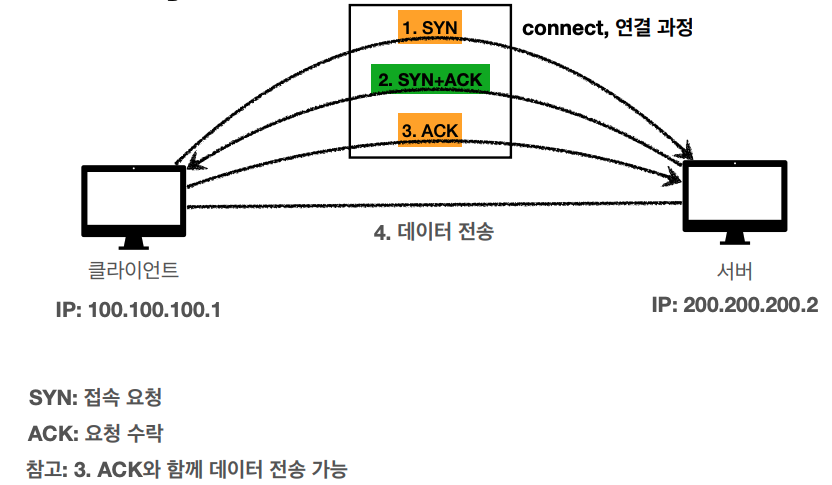 1. SYN
connect, 연결 과정
2. SYN+ACK
3. ACK
4. 데이터 전송
클라이언트
서버
IP: 100.100.100.1
IP: 200.200.200.2
SYN: 접속 요청
ACK: 요청 수락
참고: 3. ACK와 함께 데이터 전송 가능